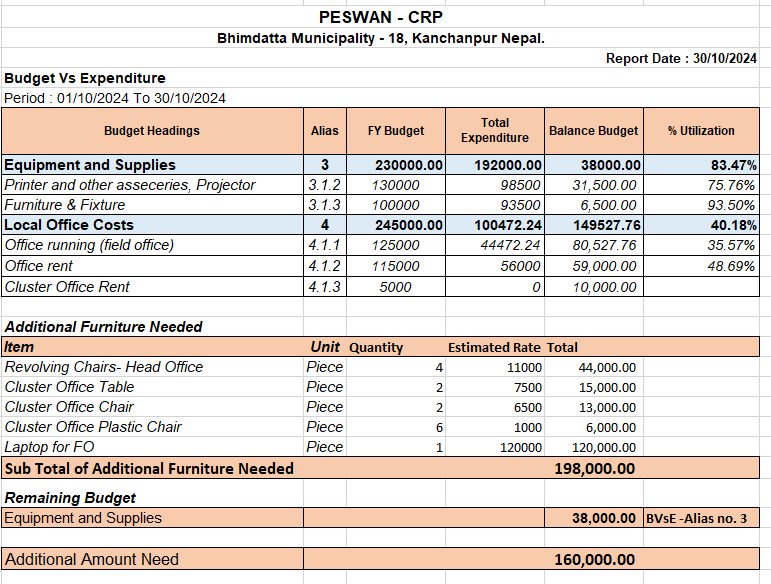 PESWAN - CRP
Bhimdatta Municipality - 18, Kanchanpur Nepal.
Report Date : 30/10/2024
Budget Vs Expenditure
Period : 01/10/2024 To 30/10/2024
Budget Headings Alias FY Budget Total Expenditure Balance Budget % Utilization
Equipment and Supplies 3 230000.00 192000.00 38000.00 83.47%
Printer and other asseceries, Projector 3.1.2 130000 98500 31,500.00 75.76%
Furniture & Fixture 3.1.3 100000 93500 6,500.00 93.50%
Local Office Costs 4 245000.00 100472.24 149527.76 40.18%
Office running (field office) 4.1.1 125000 44472.24 80,527.76 35.57%
Office rent 4.1.2 115000 56000 59,000.00 48.69%
Cluster Office Rent 4.1.3 5000 0 10,000.00
Additional Furniture Needed
Item Unit Quantity Estimated Rate Total
Revolving Chairs- Head Office Piece 4 11000 44,000.00
Cluster Office Table Piece 2 7500 15,000.00
Cluster Office Chair Piece 2 6500 13,000.00
Cluster Office Plastic Chair Piece 6 1000 6,000.00
Laptop for FO Piece 1 120000 120,000.00
Sub Total of Additional Furniture Needed 198,000.00
Remaining Budget
Equipment and Supplies 38,000.00 BVsE -Alias no. 3
Additional Amount Need 160,000.00